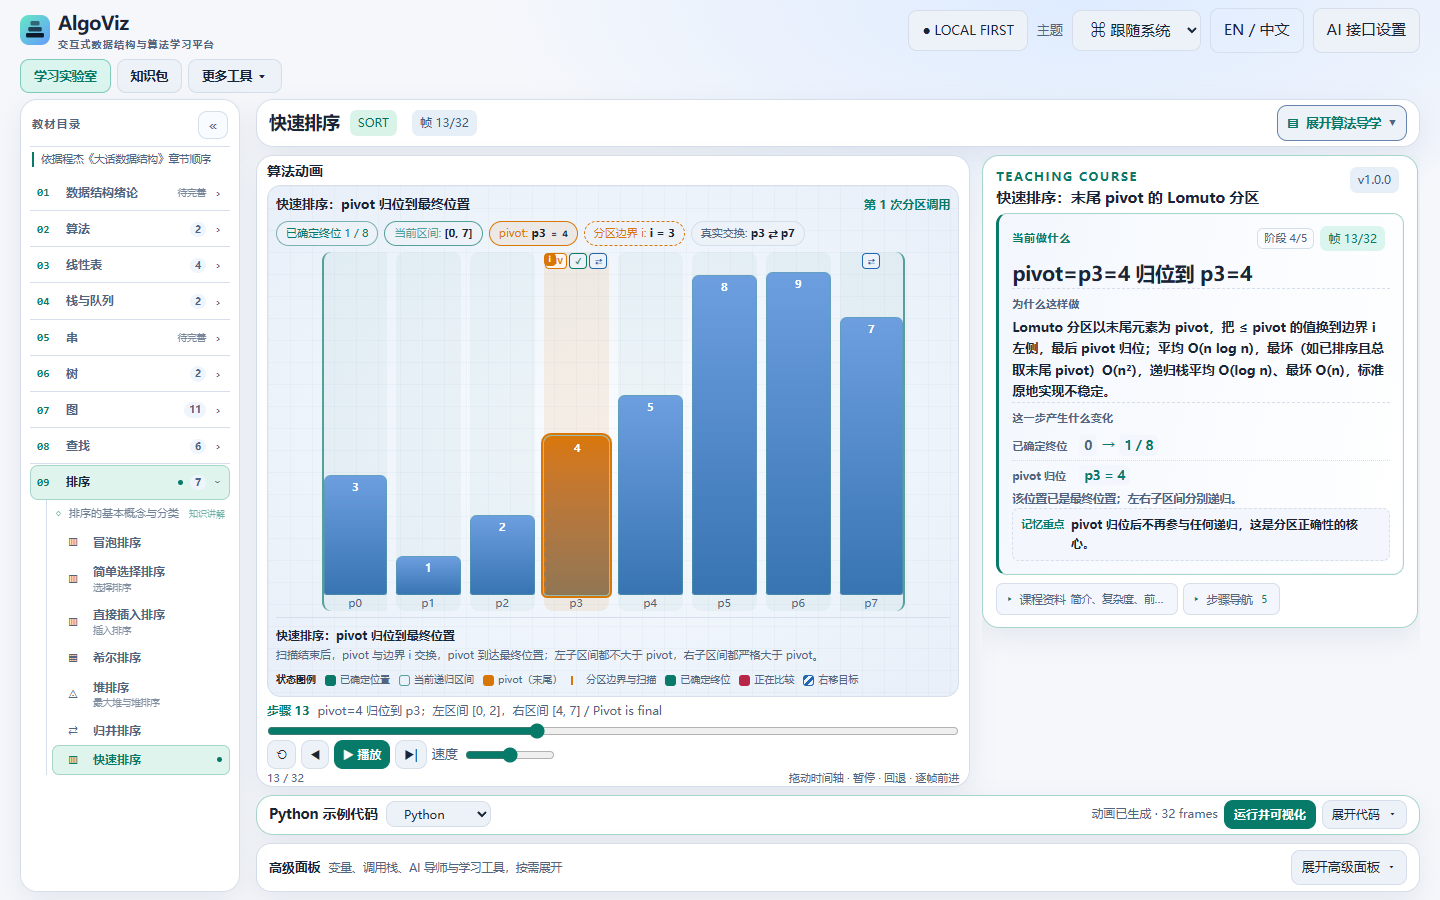 AlgoViz
交互式数据结构与算法学习平台
● LOCAL FIRST
主题
⌘ 跟随系统
EN / 中文
AI 接口设置
学习实验室
知识包
更多工具
教材目录
«
依据程杰《大话数据结构》章节顺序
01 数据结构绪论 待完善 ›
02 算法 2 ›
03 线性表 4 ›
04 栈与队列 2 ›
05 串 待完善 ›
06 树 2 ›
07 图 11 ›
08 查找 6 ›
09 排序 7
排序的基本概念与分类 知识讲解
冒泡排序
简单选择排序
选择排序
直接插入排序
插入排序
希尔排序
堆排序
最大堆与堆排序
归并排序
快速排序
快速排序 SORT 帧 13/32
展开算法导学
算法动画
快速排序：pivot 归位到最终位置
第 1 次分区调用
已确定终位 1 / 8
当前区间: [0, 7]
pivot: p3 = 4
分区边界 i: i = 3
真实交换: p3 ⇄ p7
3 1 2 4 5 8 9 7
p0 p1 p2 p3 p4 p5 p6 p7
快速排序：pivot 归位到最终位置
扫描结束后，pivot 与边界 i 交换，pivot 到达最终位置；左子区间都不大于 pivot，右子区间都严格大于 pivot。
状态图例 已确定位置 当前递归区间 pivot（末尾） 分区边界与扫描 已确定终位 正在比较 右移目标
步骤 13 pivot=4 归位到 p3；左区间 [0, 2]，右区间 [4, 7] / Pivot is final
▶ 播放
速度
13 / 32
拖动时间轴 · 暂停 · 回退 · 逐帧前进
TEACHING COURSE
快速排序：末尾 pivot 的 Lomuto 分区
v1.0.0
当前做什么
阶段 4/5
帧 13/32
pivot=p3=4 归位到 p3=4
为什么这样做
Lomuto 分区以末尾元素为 pivot，把 ≤ pivot 的值换到边界 i
左侧，最后 pivot 归位；平均 O(n log n)，最坏（如已排序且总
取末尾 pivot）O(n²)，递归栈平均 O(log n)、最坏 O(n)，标准
原地实现不稳定。
这一步产生什么变化
已确定终位 0 → 1 / 8
pivot 归位 p3 = 4
该位置已是最终位置；左右子区间分别递归。
记忆重点 pivot 归位后不再参与任何递归，这是分区正确性的核
心。
课程资料 简介、复杂度、前...
步骤导航 5
Python 示例代码
Python
动画已生成 · 32 frames
运行并可视化
展开代码
高级面板 变量、调用栈、AI 导师与学习工具，按需展开
展开高级面板